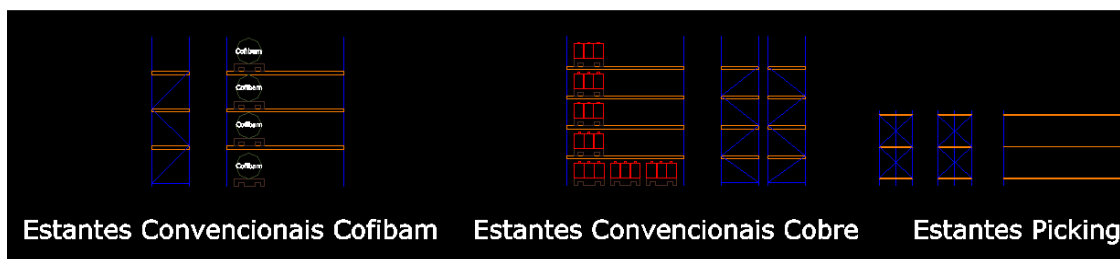 Cofibam
Cofibam
Cofibam
Cofibam
Estantes Convencionais Cofibam
Estantes Convencionais Cobre
Estantes Picking